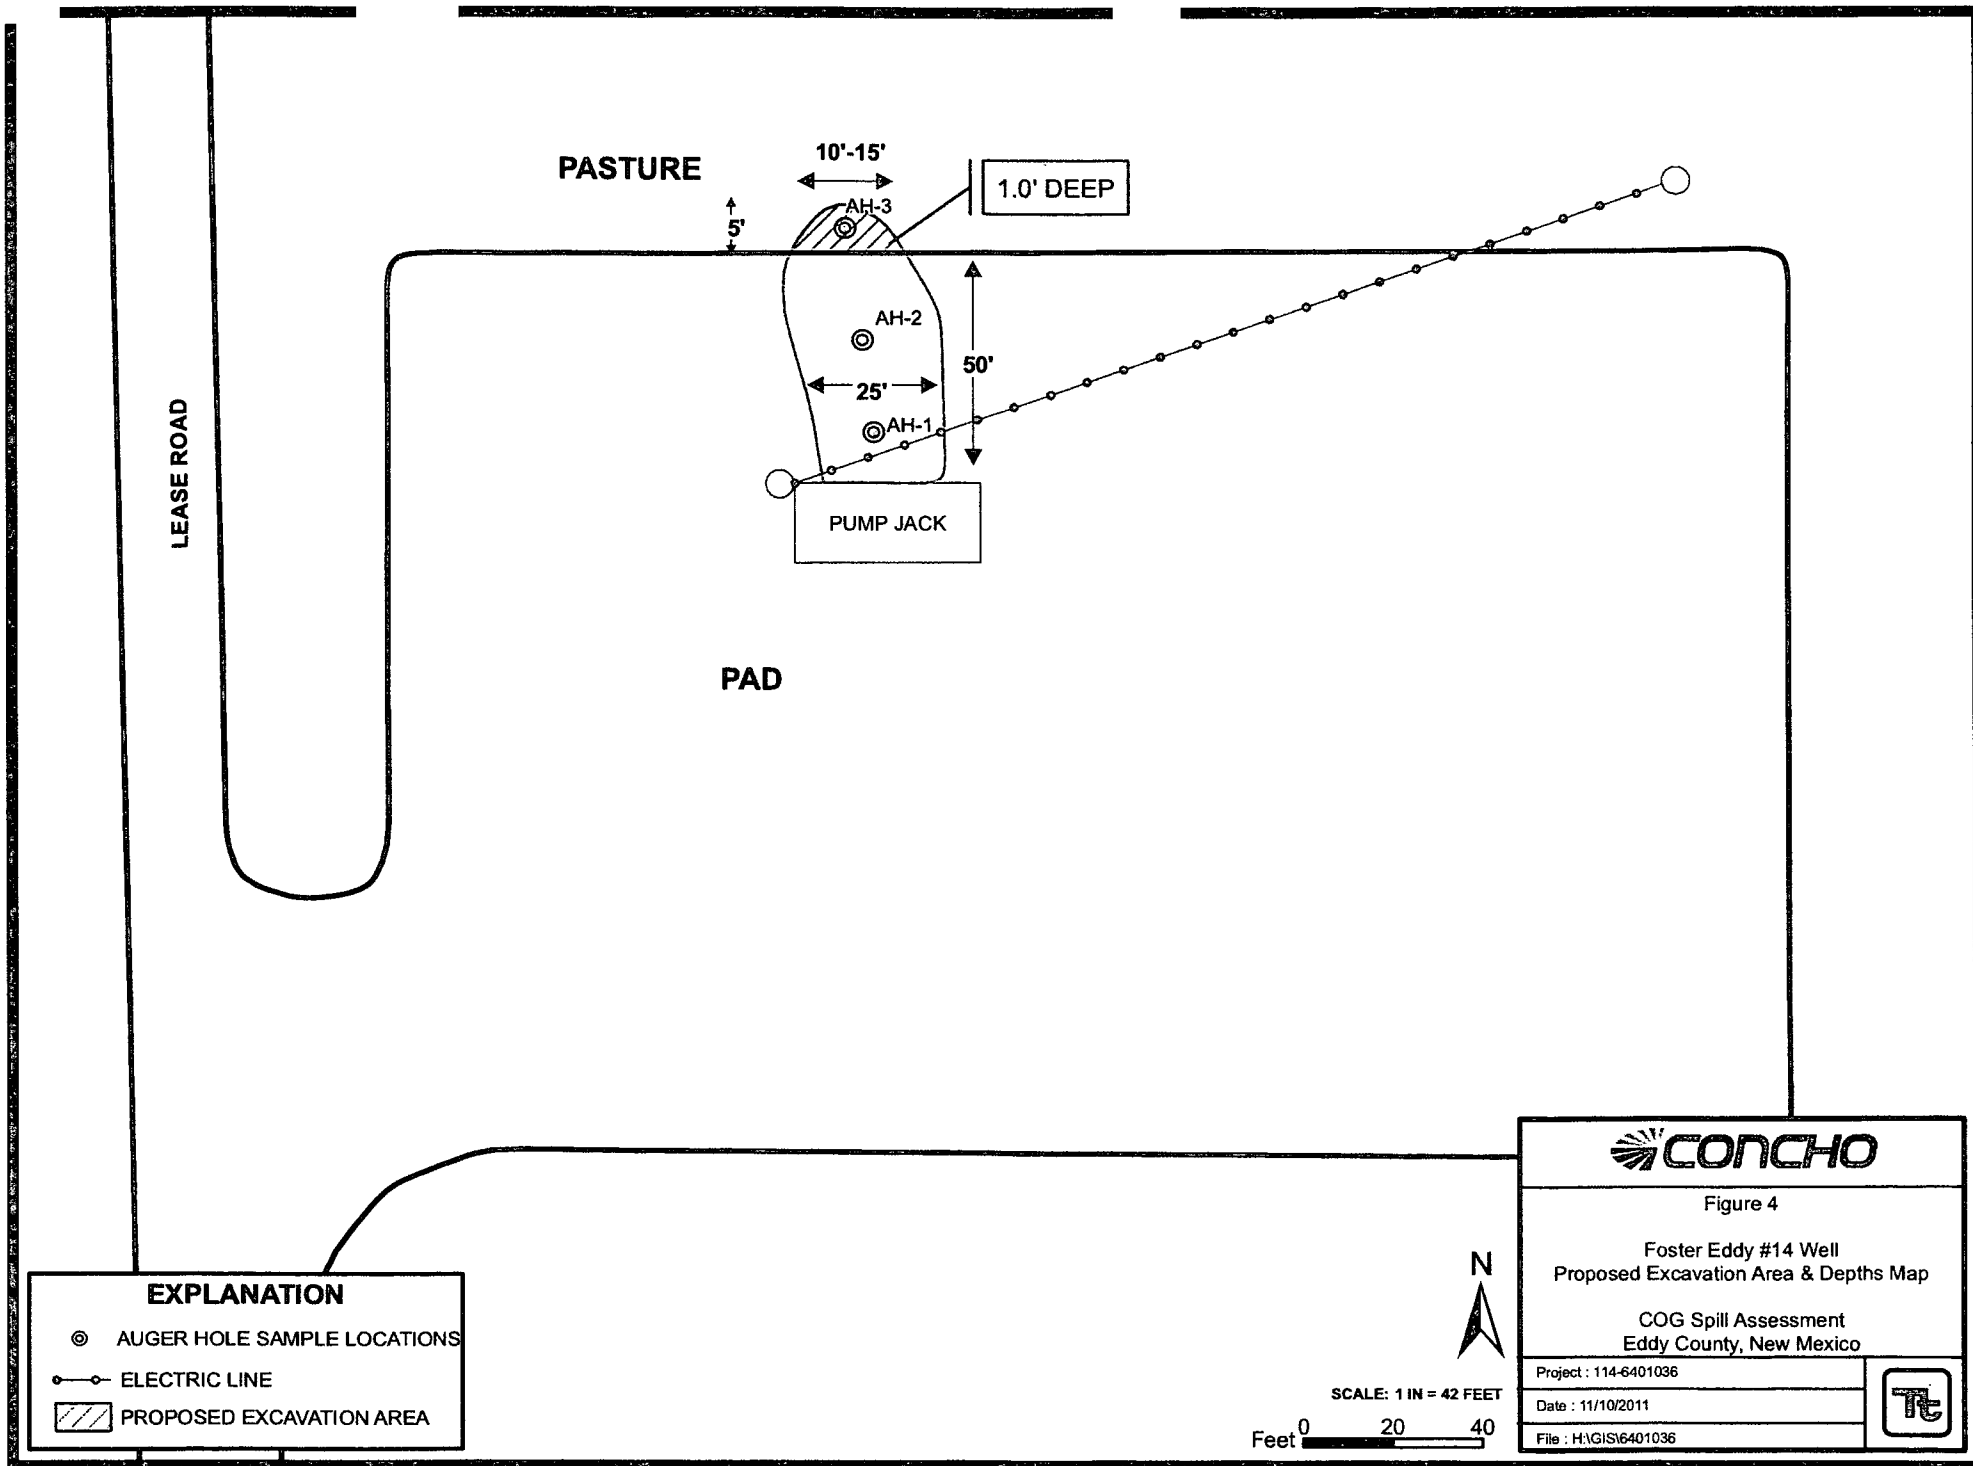 PASTURE
10'-15'
1.0' DEEP
5'
AH-3
AH-2
50'
25'
AH-1
LEASE ROAD
PUMP JACK
PAD
CONCHO
Figure 4
Foster Eddy #14 Well
Proposed Excavation Area & Depths Map
COG Spill Assessment
Eddy County, New Mexico
Project : 114-6401036
Date : 11/10/2011
File : H:\GIS\6401036
Tt
N
SCALE: 1 IN = 42 FEET
Feet 0 20 40
EXPLANATION
AUGER HOLE SAMPLE LOCATIONS
ELECTRIC LINE
PROPOSED EXCAVATION AREA